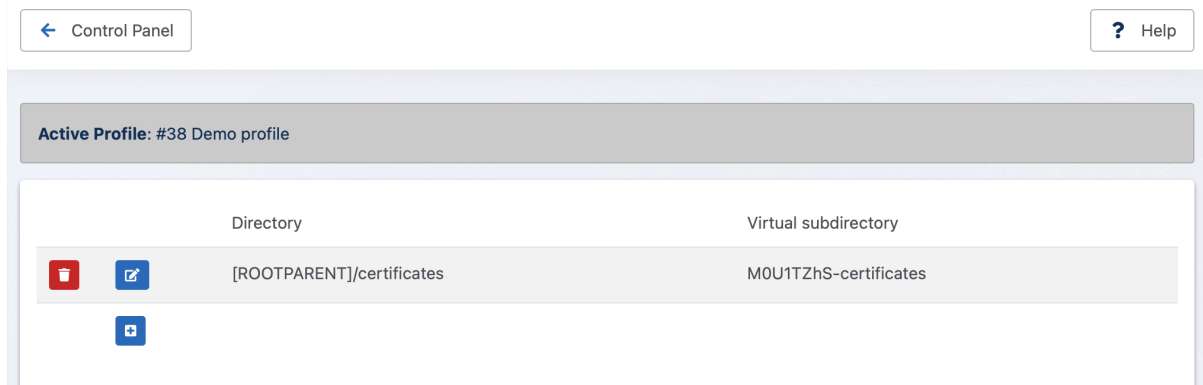 Control Panel
? Help
Active Profile: #38 Demo profile
Directory Virtual subdirectory
[ROOTPARENT]/certificates M0U1TZhS-certificates